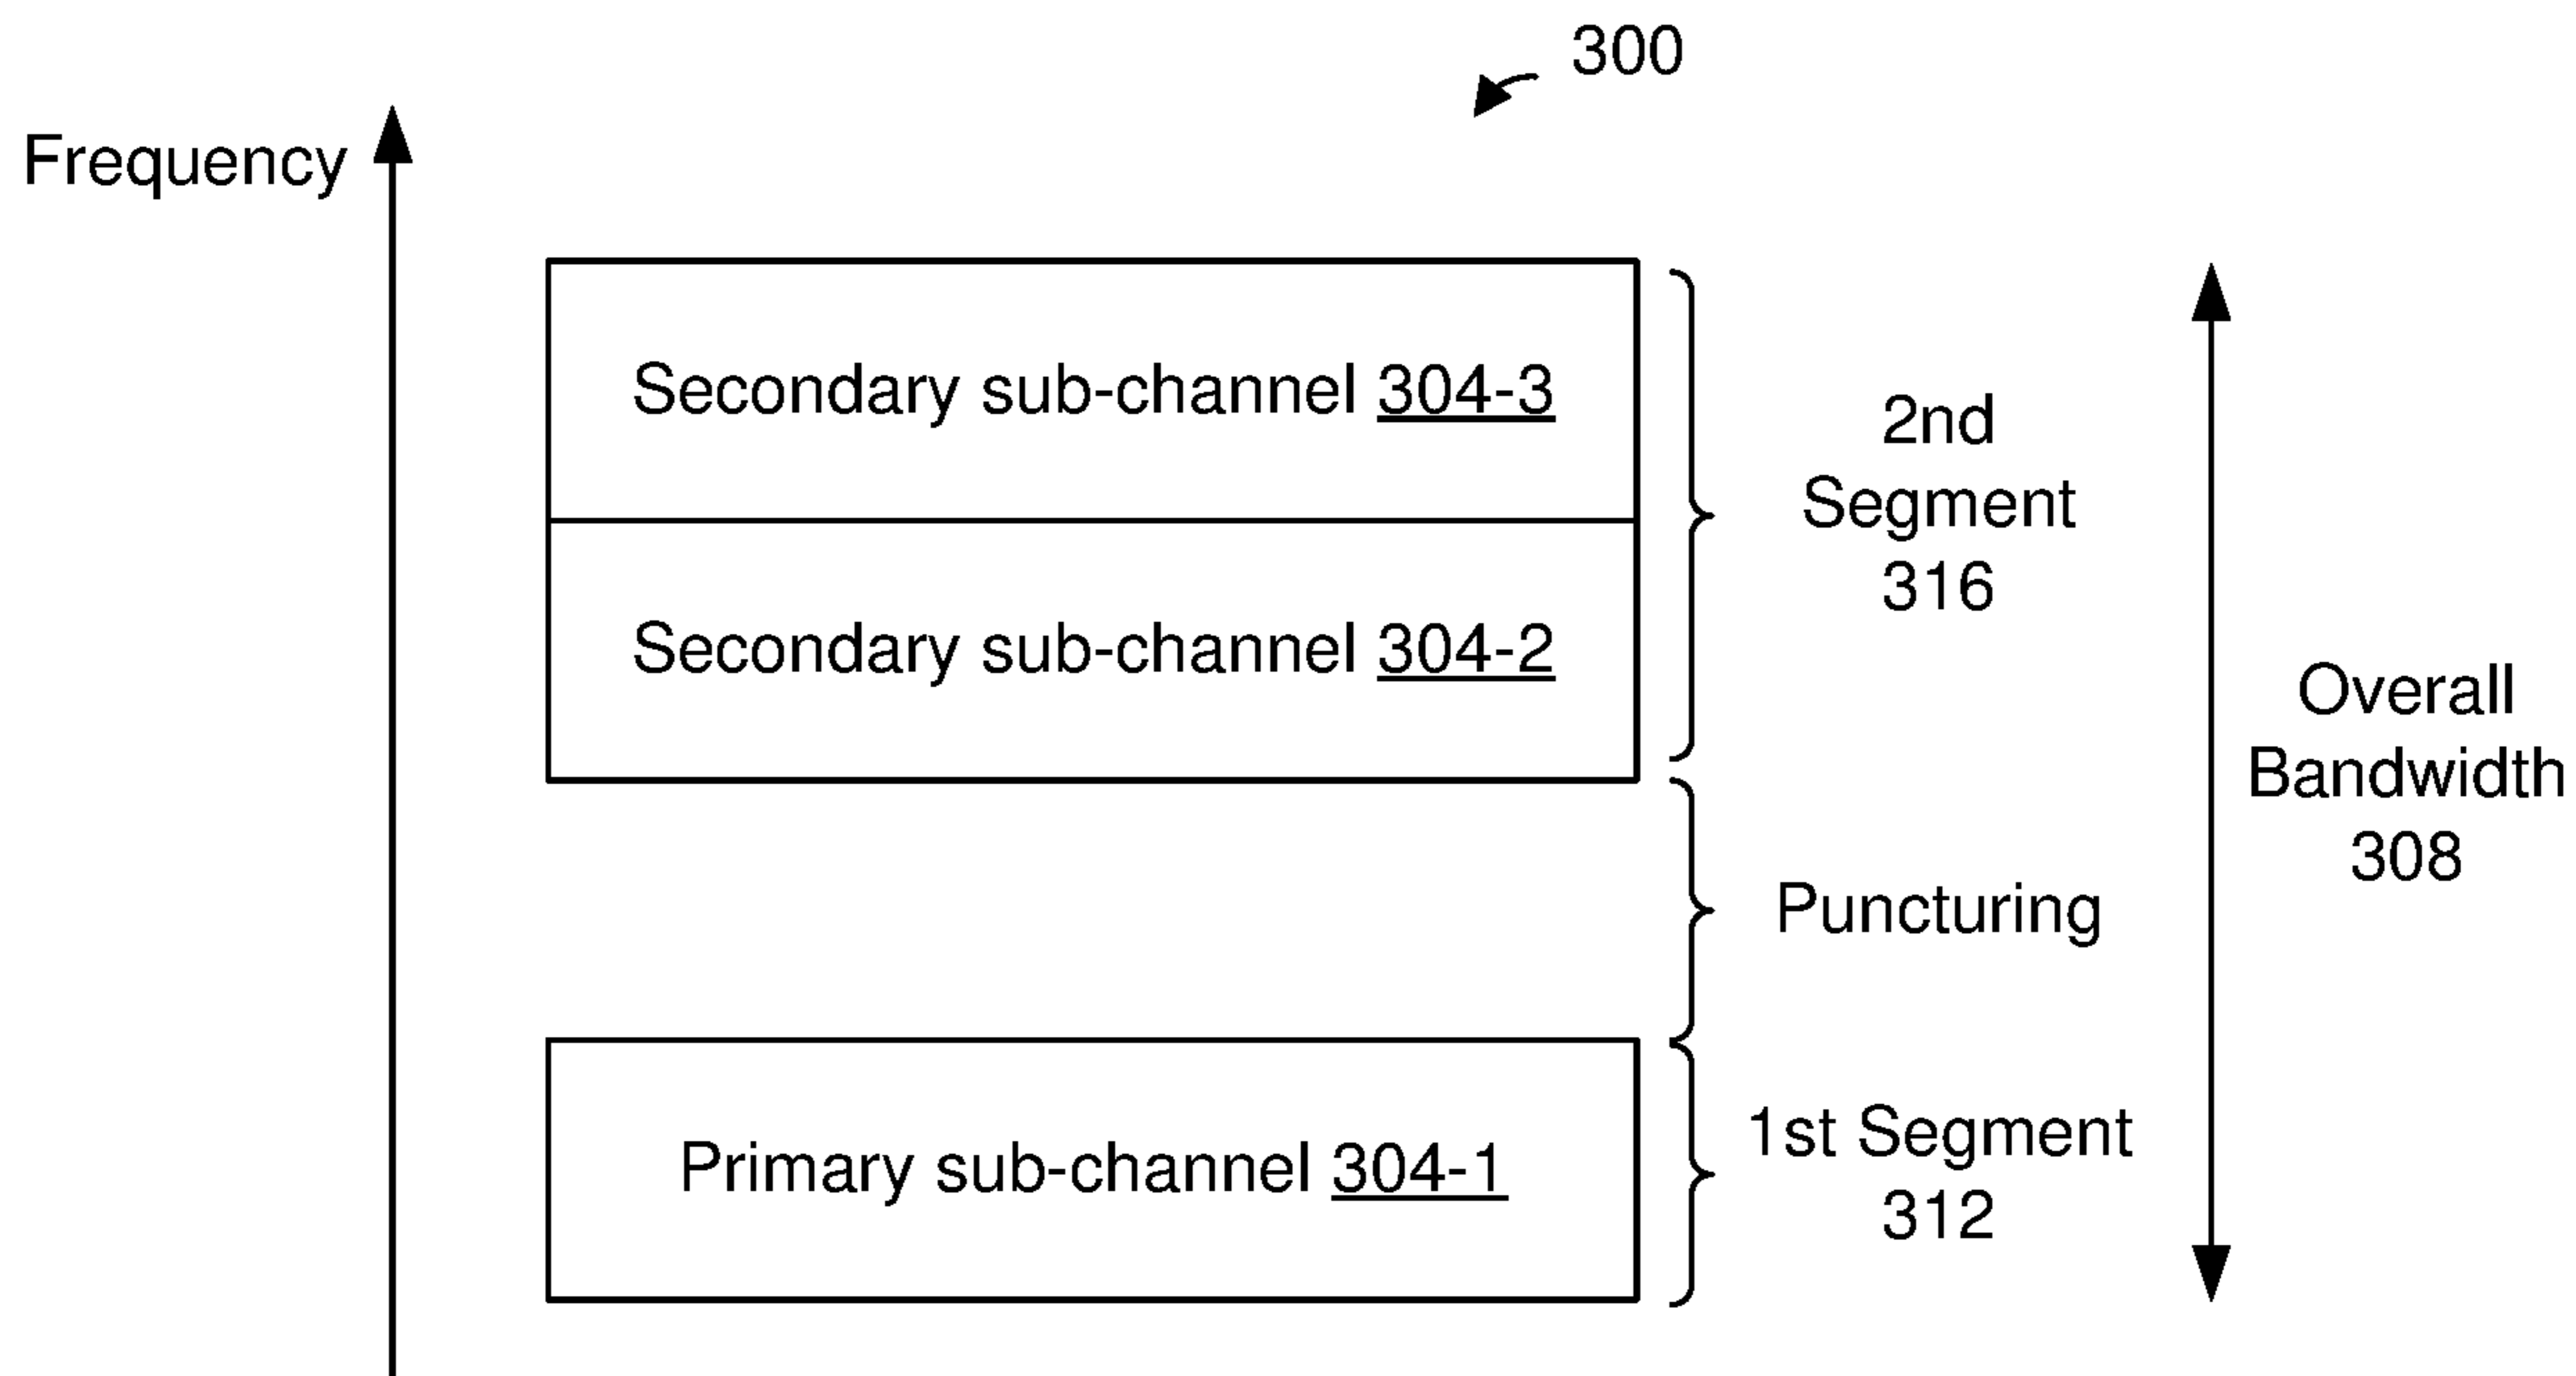 300
Frequency
Secondary sub-channel 304-3
Secondary sub-channel 304-2
2nd
Segment
316
Overall
Bandwidth
308
Puncturing
Primary sub-channel 304-1
1st Segment
312